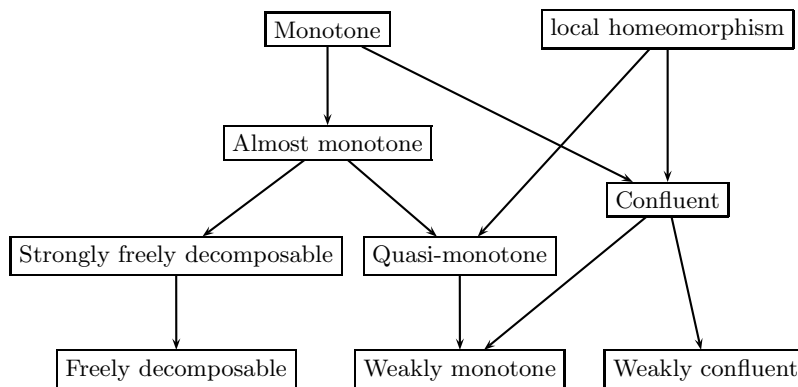 Monotone
local homeomorphism
Almost monotone
Confluent
Strongly freely decomposable
Quasi-monotone
Freely decomposable
Weakly monotone
Weakly confluent